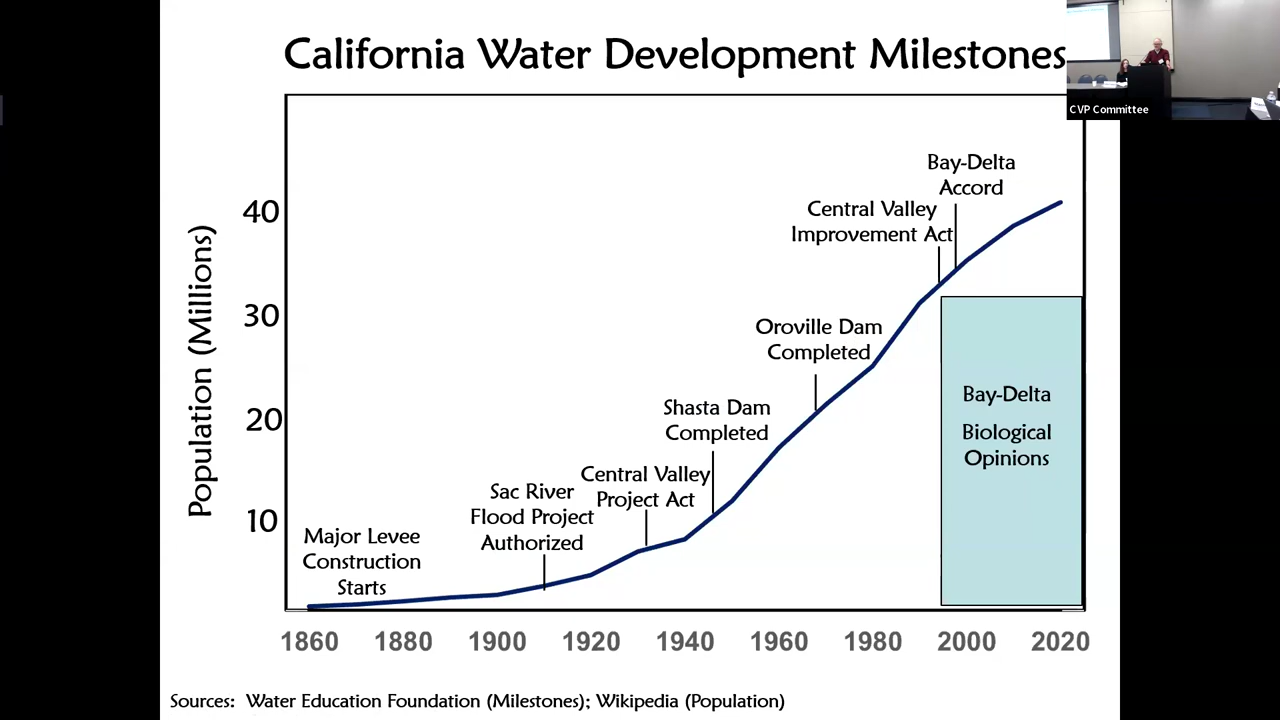 California Water Development Milestones
CVP Committee
Population (Millions)
40
30
20
10
Bay-Delta
Accord
Central Valley
Improvement Act
Oroville Dam
Completed
Shasta Dam
Completed
Central Valley
Project Act
Sac River
Flood Project
Authorized
Major Levee
Construction
Starts
Bay-Delta
Biological
Opinions
1860 1880 1900 1920 1940 1960 1980 2000 2020
Sources: Water Education Foundation (Milestones); Wikipedia (Population)